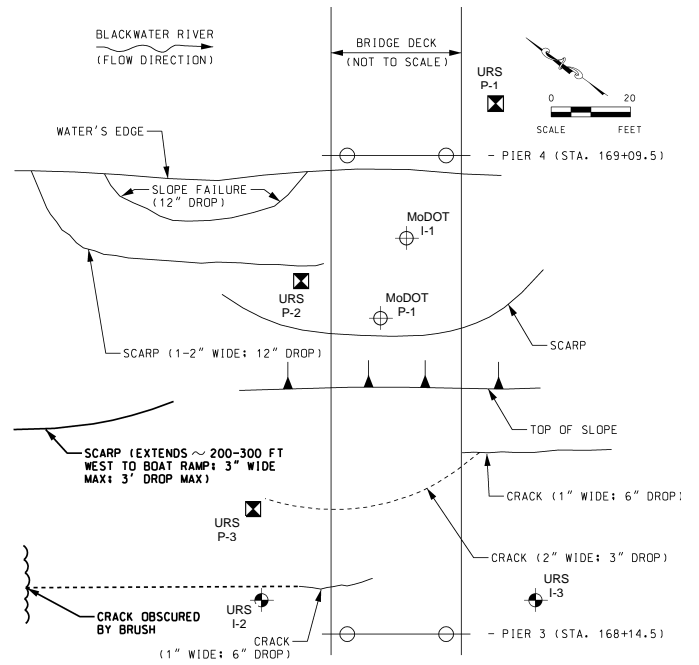 BLACKWATER RIVER
(FLOW DIRECTION)
BRIDGE DECK
(NOT TO SCALE)
URS
P-1
0 20
SCALE FEET
WATER'S EDGE
PIER 4 (STA. 169+09.5)
SLOPE FAILURE
(12" DROP)
MoDOT
I-1
URS
P-2
MoDOT
P-1
SCARP (1-2" WIDE; 12" DROP)
SCARP
TOP OF SLOPE
SCARP (EXTENDS ~ 200-300 FT
WEST TO BOAT RAMP; 3" WIDE
MAX; 3' DROP MAX)
CRACK (1" WIDE; 6" DROP)
URS
P-3
CRACK (2" WIDE; 3" DROP)
CRACK OBSCURED
BY BRUSH
URS
I-2
CRACK
(1" WIDE; 6" DROP)
URS
I-3
PIER 3 (STA. 168+14.5)